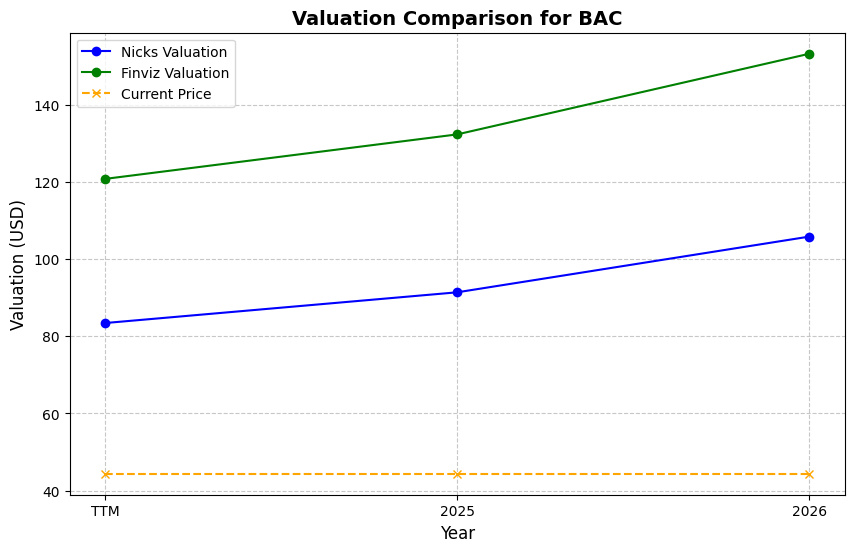 Valuation Comparison for BAC
Nicks Valuation
Finviz Valuation
Current Price
Valuation (USD)
140
120
100
80
60
40
TTM
2025
2026
Year